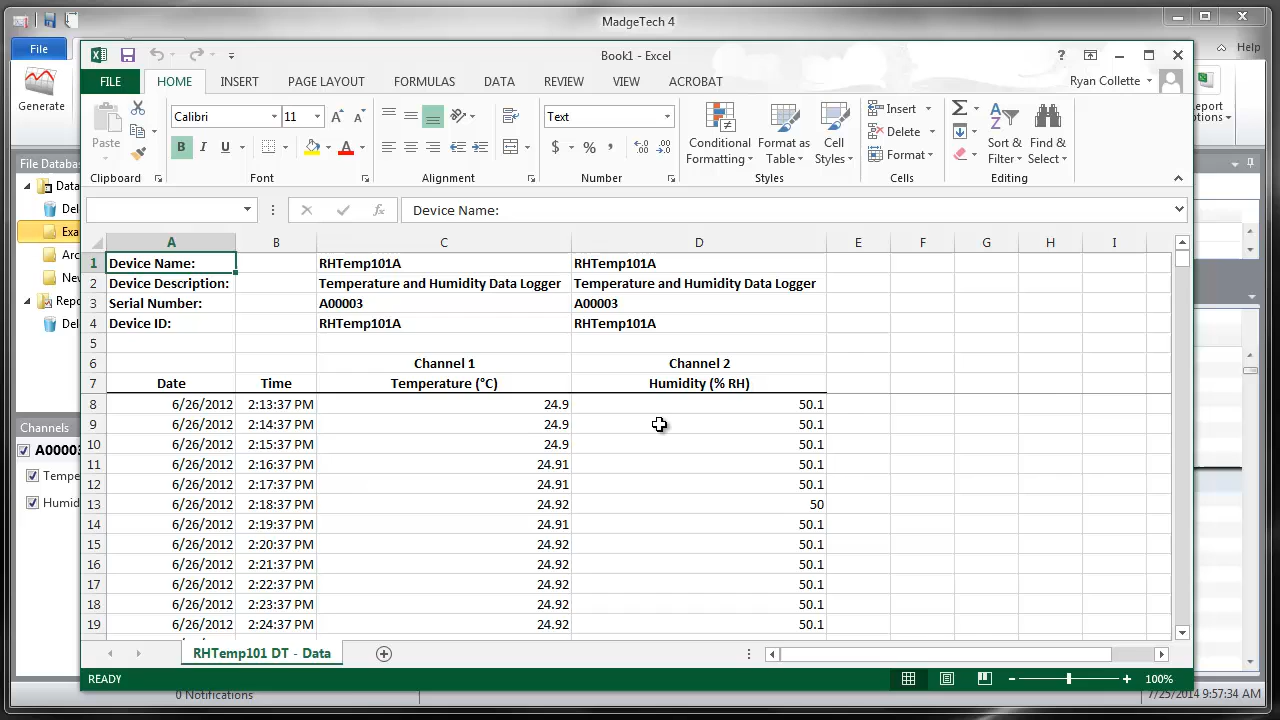 MadgeTech 4
File
Help
Book1 - Excel
FILE HOME INSERT PAGE LAYOUT FORMULAS DATA REVIEW VIEW ACROBAT Ryan Collette
Generate
Paste
Calibri 11
Text
Conditional Formatting
Format as Table
Cell Styles
Insert
Delete
Format
Sort & Filter
Find & Select
Clipboard Font Alignment Number Styles Cells Editing
File Databas
Data
Del
Exa
Arc
New
Repo
Del
Channels
A00003
Tempe
Humid
Device Name:
A B C D E F G H I
1 Device Name: RHTemp101A RHTemp101A
2 Device Description: Temperature and Humidity Data Logger Temperature and Humidity Data Logger
3 Serial Number: A00003 A00003
4 Device ID: RHTemp101A RHTemp101A
5
6 Channel 1 Channel 2
7 Date Time Temperature (°C) Humidity (% RH)
8 6/26/2012 2:13:37 PM 24.9 50.1
9 6/26/2012 2:14:37 PM 24.9 50.1
10 6/26/2012 2:15:37 PM 24.9 50.1
11 6/26/2012 2:16:37 PM 24.91 50.1
12 6/26/2012 2:17:37 PM 24.91 50.1
13 6/26/2012 2:18:37 PM 24.92 50
14 6/26/2012 2:19:37 PM 24.91 50.1
15 6/26/2012 2:20:37 PM 24.92 50.1
16 6/26/2012 2:21:37 PM 24.92 50.1
17 6/26/2012 2:22:37 PM 24.92 50.1
18 6/26/2012 2:23:37 PM 24.92 50.1
19 6/26/2012 2:24:37 PM 24.92 50.1
RHTemp101 DT - Data
READY
100%
0 Notifications
7/25/2014 9:57:34 AM